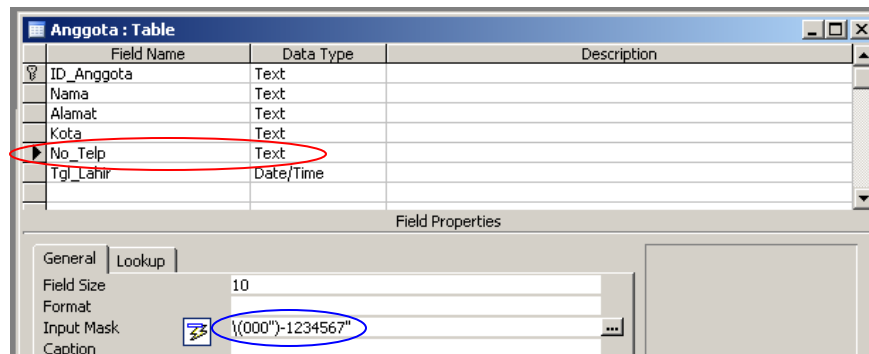 Anggota : Table
Field Name Data Type Description
ID_Anggota Text
Nama Text
Alamat Text
Kota Text
No_Telp Text
Tgl_Lahir Date/Time
Field Properties
General Lookup
Field Size 10
Format
Input Mask \(000")-1234567" ...
Caption